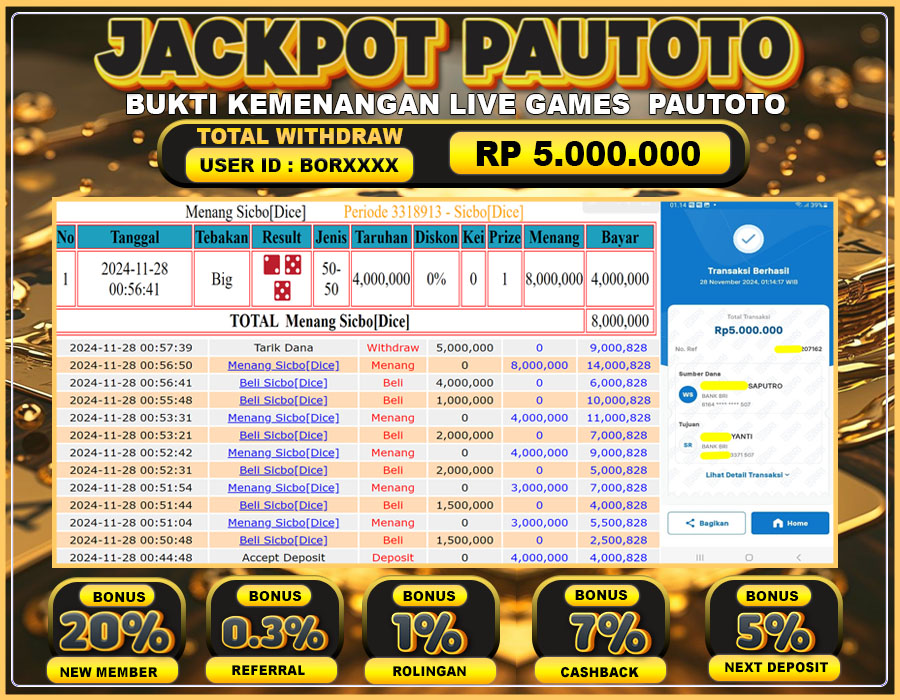 JACKPOT PAUTOTO
BUKTI KEMENANGAN LIVE GAMES PAUTOTO
TOTAL WITHDRAW
USER ID : BORXXXX
RP 5.000.000
Menang Sicbo[Dice] Periode 3318913 - Sicbo[Dice]
No Tanggal Tebakan Result Jenis Taruhan Diskon Kei Prize Menang Bayar
1 2024-11-28 00:56:41 Big 50-50 4,000,000 0% 0 1 8,000,000 4,000,000
TOTAL Menang Sicbo[Dice] 8,000,000
2024-11-28 00:57:39 Tarik Dana Withdraw 5,000,000 0 9,000,828
2024-11-28 00:56:50 Menang Sicbo[Dice] Menang 0 8,000,000 14,000,828
2024-11-28 00:56:41 Beli Sicbo[Dice] Beli 4,000,000 0 6,000,828
2024-11-28 00:55:48 Beli Sicbo[Dice] Beli 1,000,000 0 10,000,828
2024-11-28 00:53:31 Menang Sicbo[Dice] Menang 0 4,000,000 11,000,828
2024-11-28 00:53:21 Beli Sicbo[Dice] Beli 2,000,000 0 7,000,828
2024-11-28 00:52:42 Menang Sicbo[Dice] Menang 0 4,000,000 9,000,828
2024-11-28 00:52:31 Beli Sicbo[Dice] Beli 2,000,000 0 5,000,828
2024-11-28 00:51:54 Menang Sicbo[Dice] Menang 0 3,000,000 7,000,828
2024-11-28 00:51:44 Beli Sicbo[Dice] Beli 1,500,000 0 4,000,828
2024-11-28 00:51:04 Menang Sicbo[Dice] Menang 0 3,000,000 5,500,828
2024-11-28 00:50:48 Beli Sicbo[Dice] Beli 1,500,000 0 2,500,828
2024-11-28 00:44:48 Accept Deposit Deposit 0 4,000,000 4,000,828
01.14 39%
Transaksi Berhasil
28 November 2024, 01:14:17 WIB
Total Transaksi
Rp5.000.000
No. Ref 207162
Sumber Dana
WS SAPUTRO
BANK BRI
8164 **** **** 507
Tujuan
SR YANTI
BANK BRI
3371 507
Lihat Detail Transaksi
Bagikan
Home
BONUS
20%
NEW MEMBER
BONUS
0.3%
REFERRAL
BONUS
1%
ROLINGAN
BONUS
7%
CASHBACK
BONUS
5%
NEXT DEPOSIT